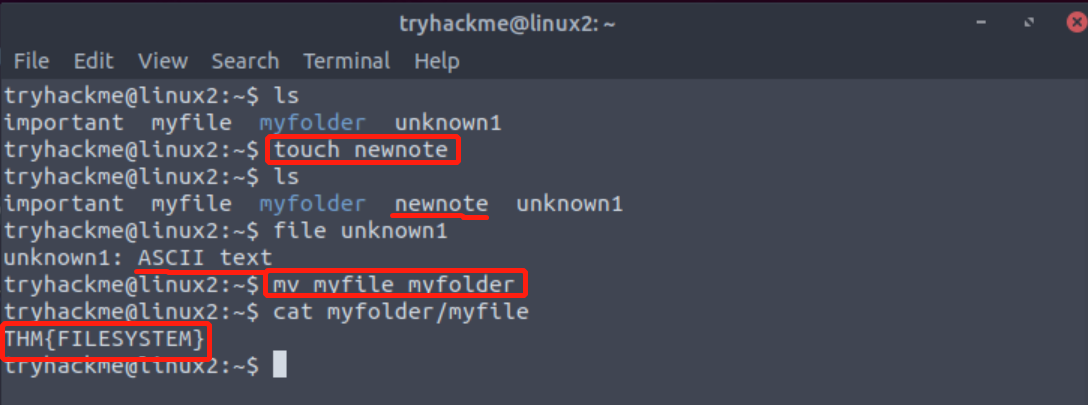 tryhackme@linux2: ~
File Edit View Search Terminal Help
tryhackme@linux2:~$ ls
important  myfile  myfolder  unknown1
tryhackme@linux2:~$ touch newnote
tryhackme@linux2:~$ ls
important  myfile  myfolder  newnote  unknown1
tryhackme@linux2:~$ file unknown1
unknown1: ASCII text
tryhackme@linux2:~$ mv myfile myfolder
tryhackme@linux2:~$ cat myfolder/myfile
THM{FILESYSTEM}
tryhackme@linux2:~$